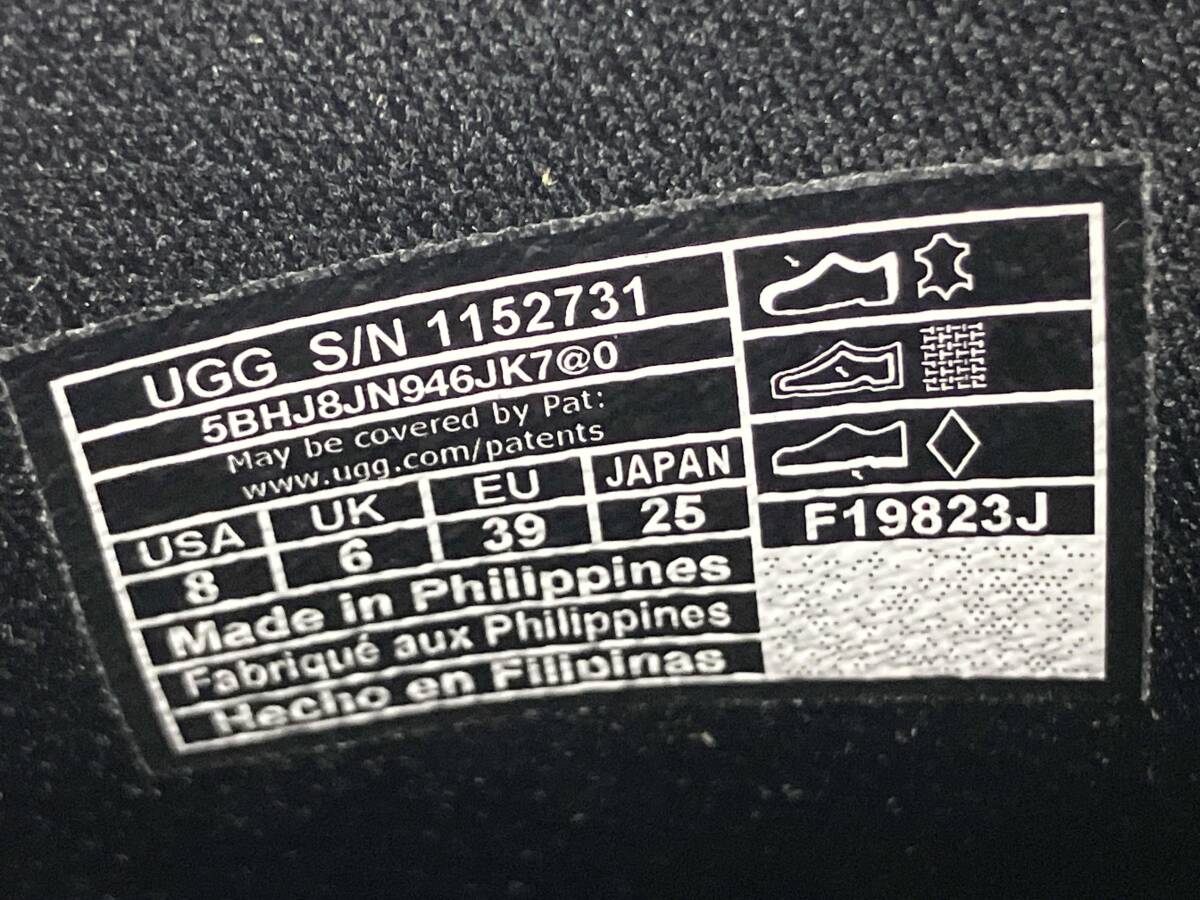 UGG S/N 1152731
5BHJ8JN946JK7@0
May be covered by Pat:
www.ugg.com/patents
USA UK EU JAPAN
8 6 39 25
Made in Philippines
Fabriqué aux Philippines
Hecho en Filipinas
F19823J